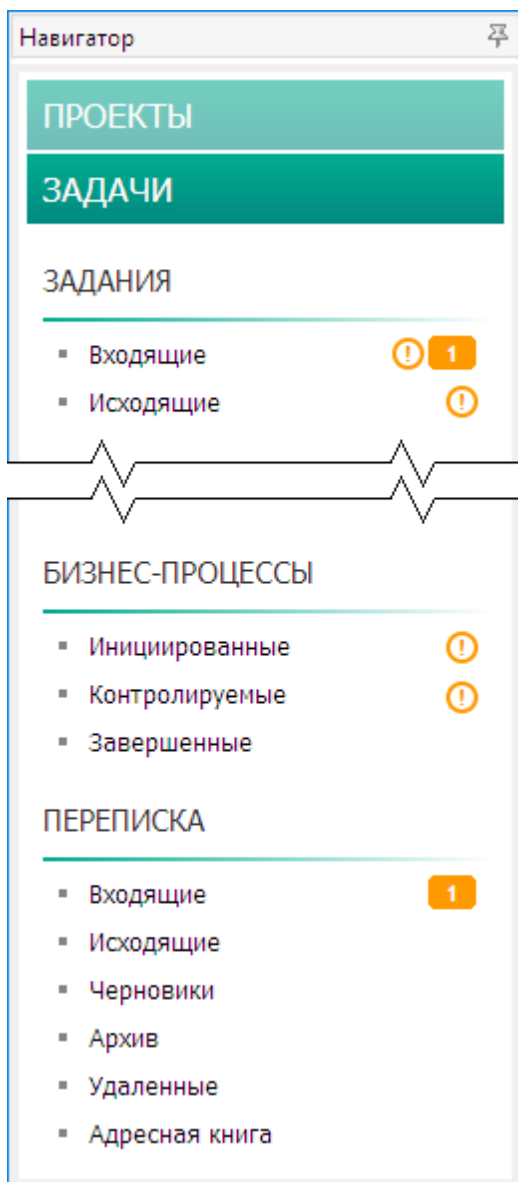 Навигатор
ПРОЕКТЫ
ЗАДАЧИ
ЗАДАНИЯ
Входящие ! 1
Исходящие !
БИЗНЕС-ПРОЦЕССЫ
Инициированные !
Контролируемые !
Завершенные
ПЕРЕПИСКА
Входящие 1
Исходящие
Черновики
Архив
Удаленные
Адресная книга